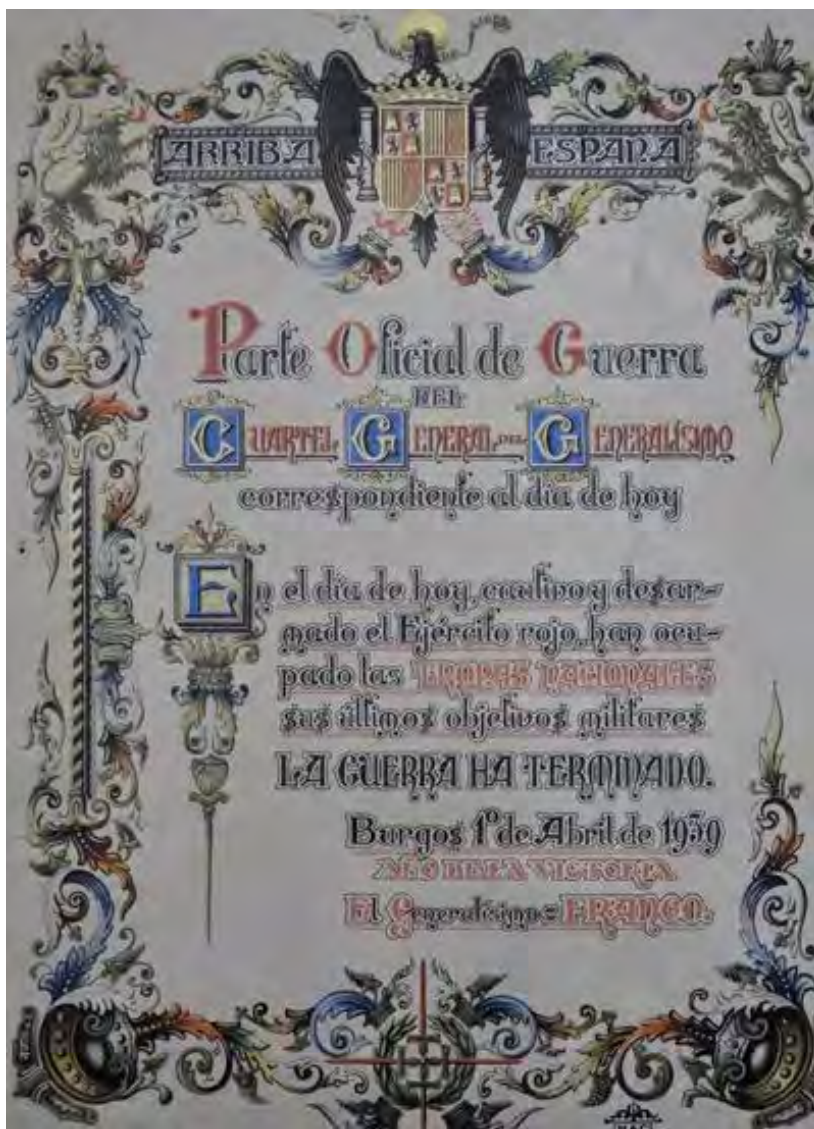 ARRIBA ESPAÑA
Parte Oficial de Guerra
DEL
CUARTEL GENERAL DEL GENERALÍSIMO
correspondiente al día de hoy
En el día de hoy, cautivo y desar-
mado el Ejército rojo, han ocu-
pado las TROPAS NACIONALES
sus últimos objetivos militares
LA GUERRA HA TERMINADO.
Burgos 1º de Abril de 1939
AÑO DE LA VICTORIA
El Generalísimo = FRANCO.